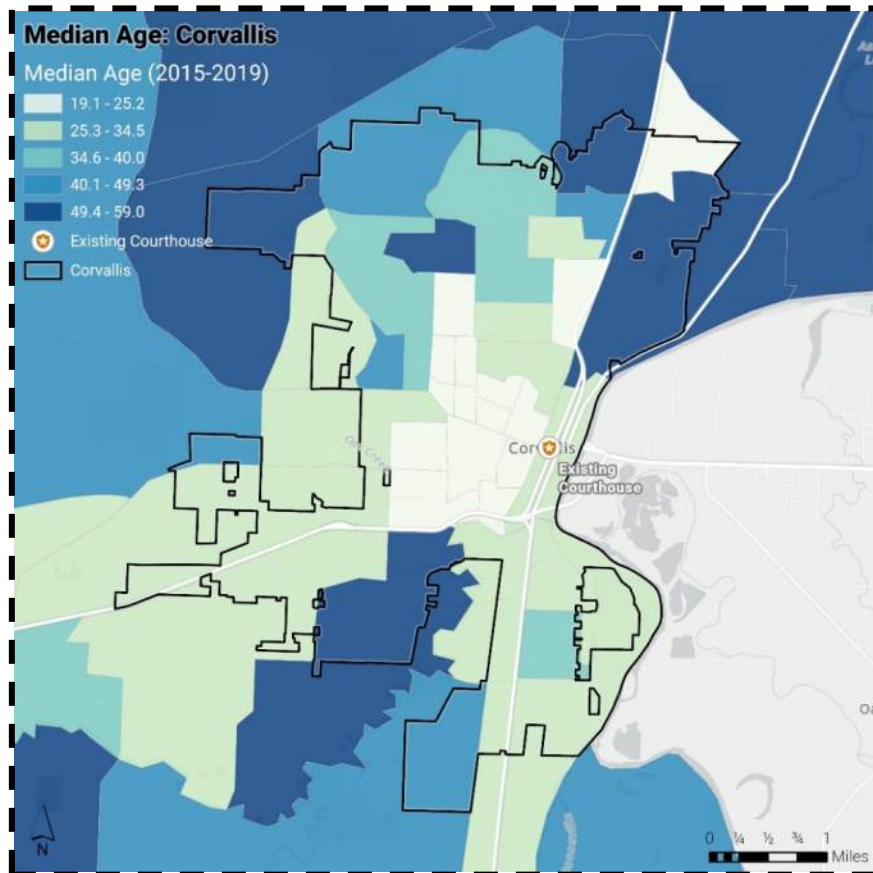 Median Age: Corvallis
Median Age (2015-2019)
19.1 - 25.2
25.3 - 34.5
34.6 - 40.0
40.1 - 49.3
49.4 - 59.0
Existing Courthouse
Corvallis
Oak Creek
Existing
Courthouse
N
0 ¼ ½ ¾ 1
Miles